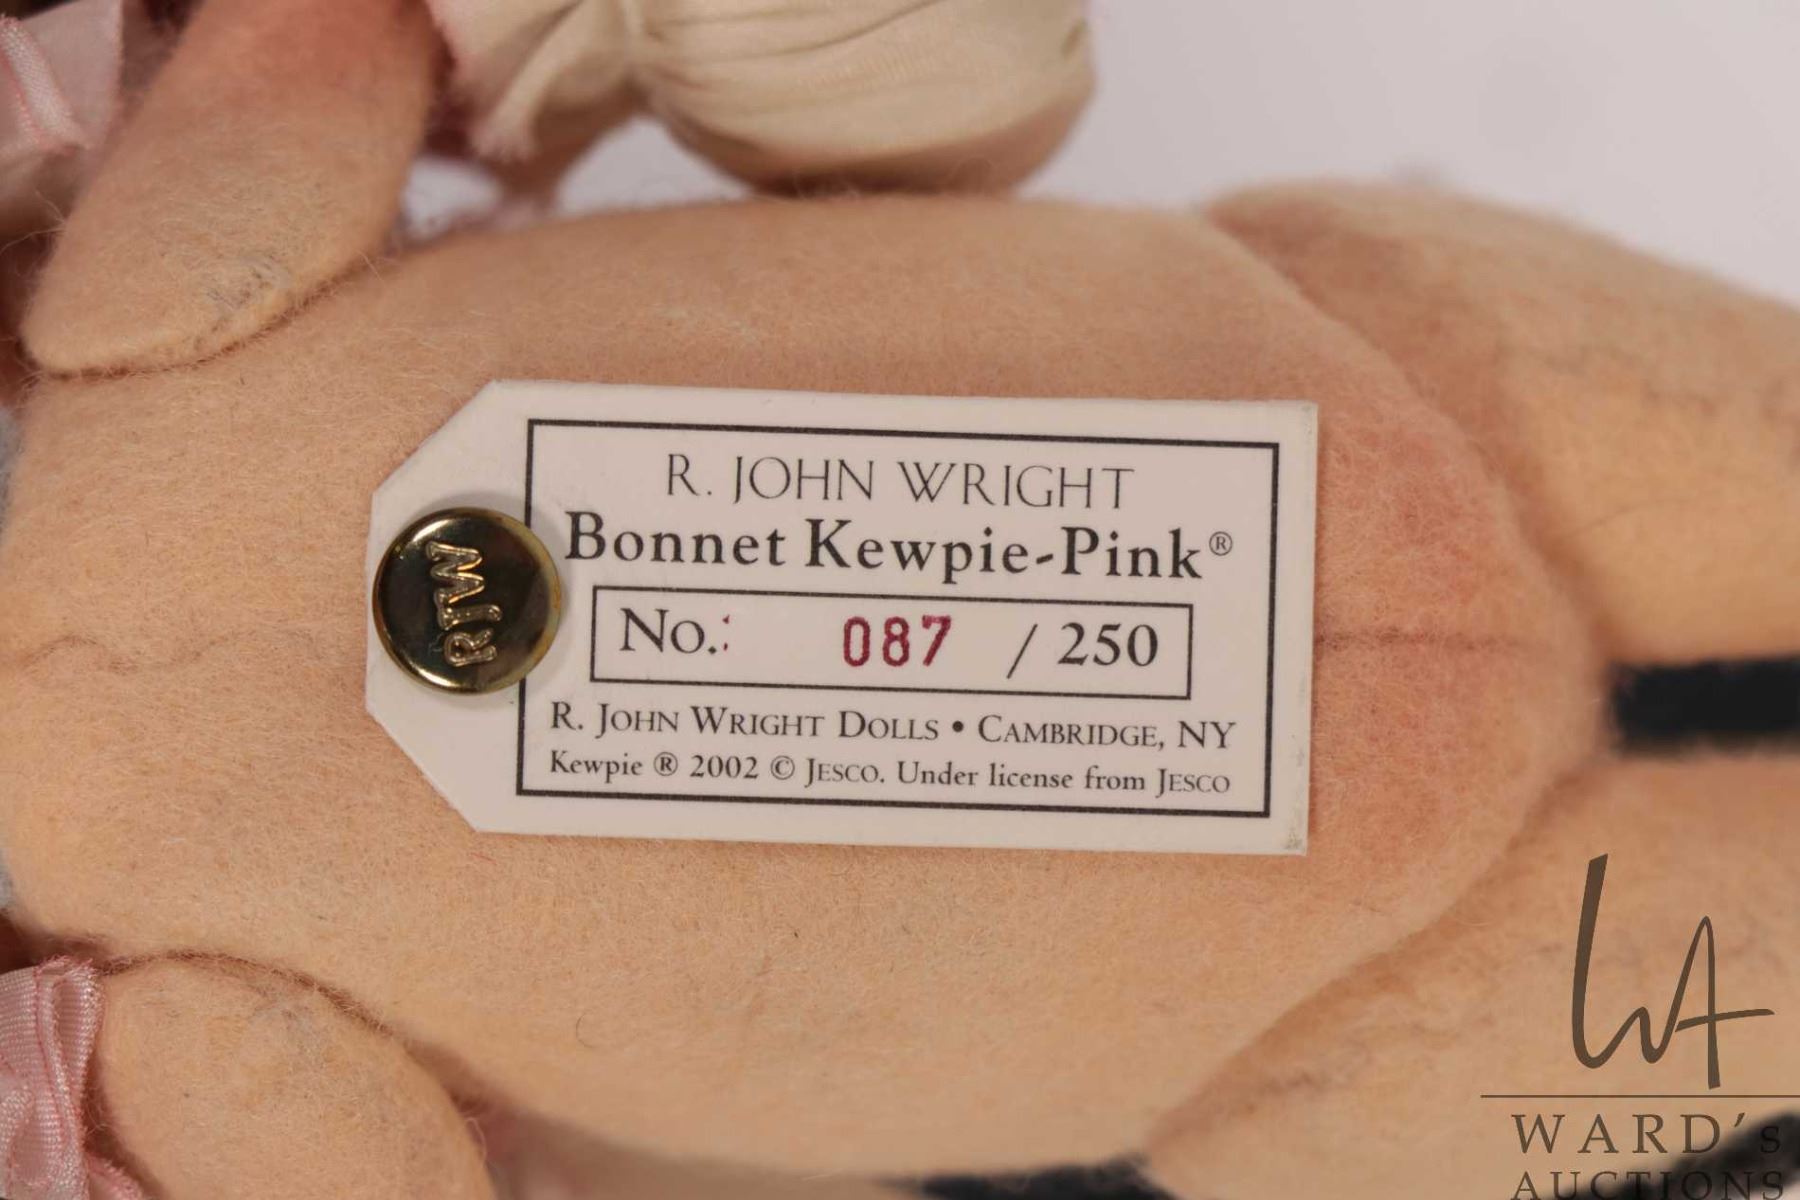 R. JOHN WRIGHT
Bonnet Kewpie-Pink®
No.: 087 / 250
R. JOHN WRIGHT DOLLS • CAMBRIDGE, NY
Kewpie ® 2002 © JESCO. Under license from JESCO
RJW
WA
WARD's
AUCTIONS